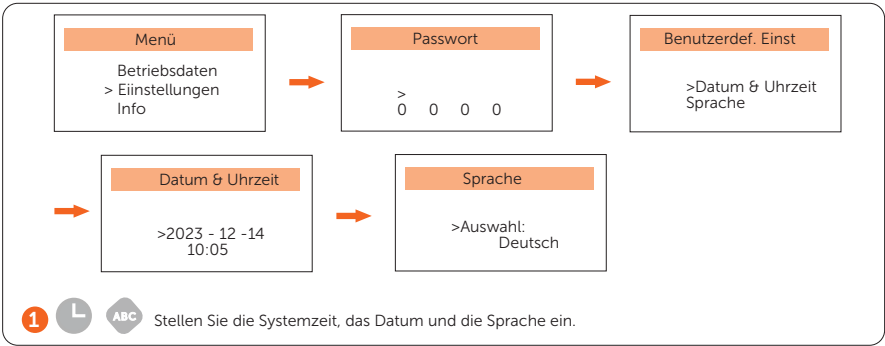 Menü
Betriebsdaten
> Eiinstellungen
Info
Passwort
>
0 0 0 0
Benutzerdef. Einst
>Datum & Uhrzeit
Sprache
Datum & Uhrzeit
>2023 - 12 -14
10:05
Sprache
>Auswahl:
Deutsch
1 ABC Stellen Sie die Systemzeit, das Datum und die Sprache ein.